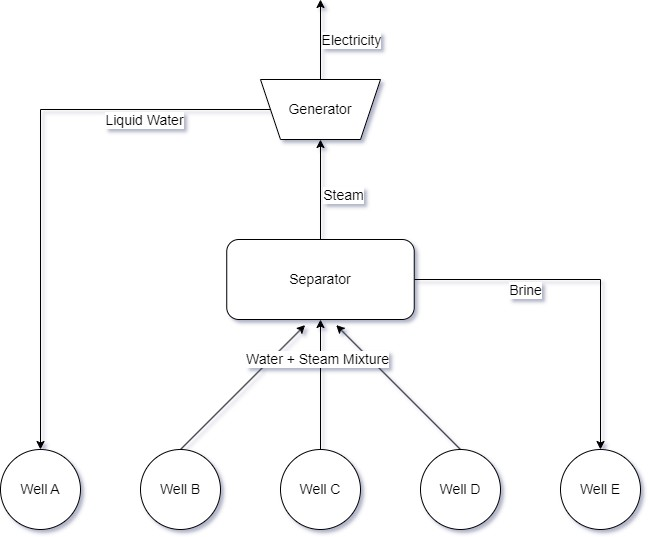 Electricity
Generator
Liquid Water
Steam
Separator
Brine
Water + Steam Mixture
Well A
Well B
Well C
Well D
Well E